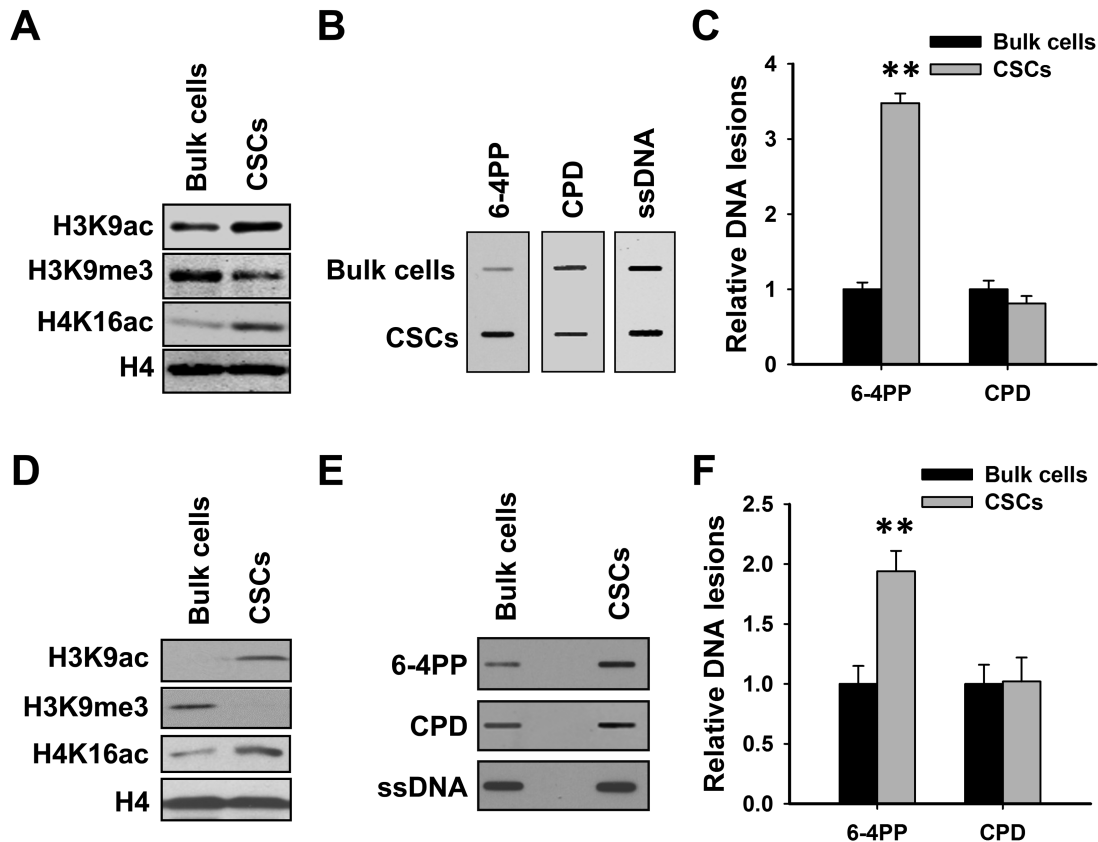 A
Bulk cells
CSCs
H3K9ac
H3K9me3
H4K16ac
H4
B
6-4PP
CPD
ssDNA
Bulk cells
CSCs
C
Bulk cells
CSCs
**
Relative DNA lesions
4
3
2
1
0
6-4PP
CPD
D
Bulk cells
CSCs
H3K9ac
H3K9me3
H4K16ac
H4
E
Bulk cells
CSCs
6-4PP
CPD
ssDNA
F
Bulk cells
CSCs
**
Relative DNA lesions
2.5
2.0
1.5
1.0
0.5
0.0
6-4PP
CPD